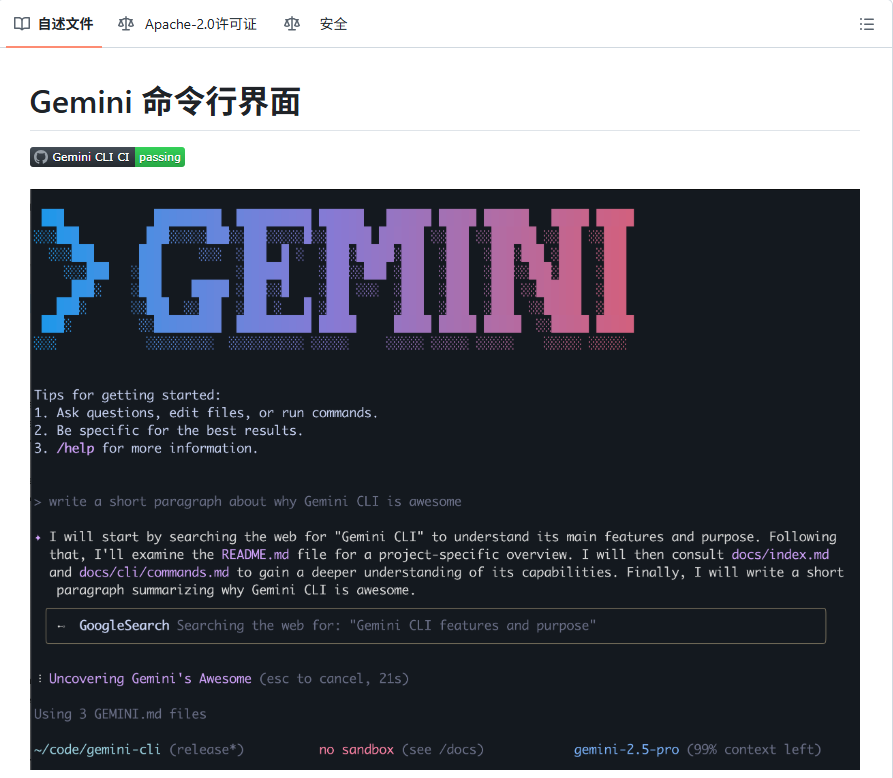 自述文件 Apache-2.0许可证 安全
Gemini 命令行界面
Gemini CLI CI passing
GEMINI
Tips for getting started:
1. Ask questions, edit files, or run commands.
2. Be specific for the best results.
3. /help for more information.
> write a short paragraph about why Gemini CLI is awesome
✦ I will start by searching the web for "Gemini CLI" to understand its main features and purpose. Following
that, I'll examine the README.md file for a project-specific overview. I will then consult docs/index.md
and docs/cli/commands.md to gain a deeper understanding of its capabilities. Finally, I will write a short
paragraph summarizing why Gemini CLI is awesome.
← GoogleSearch Searching the web for: "Gemini CLI features and purpose"
⠸ Uncovering Gemini's Awesome (esc to cancel, 21s)
Using 3 GEMINI.md files
~/code/gemini-cli (release*) no sandbox (see /docs) gemini-2.5-pro (99% context left)